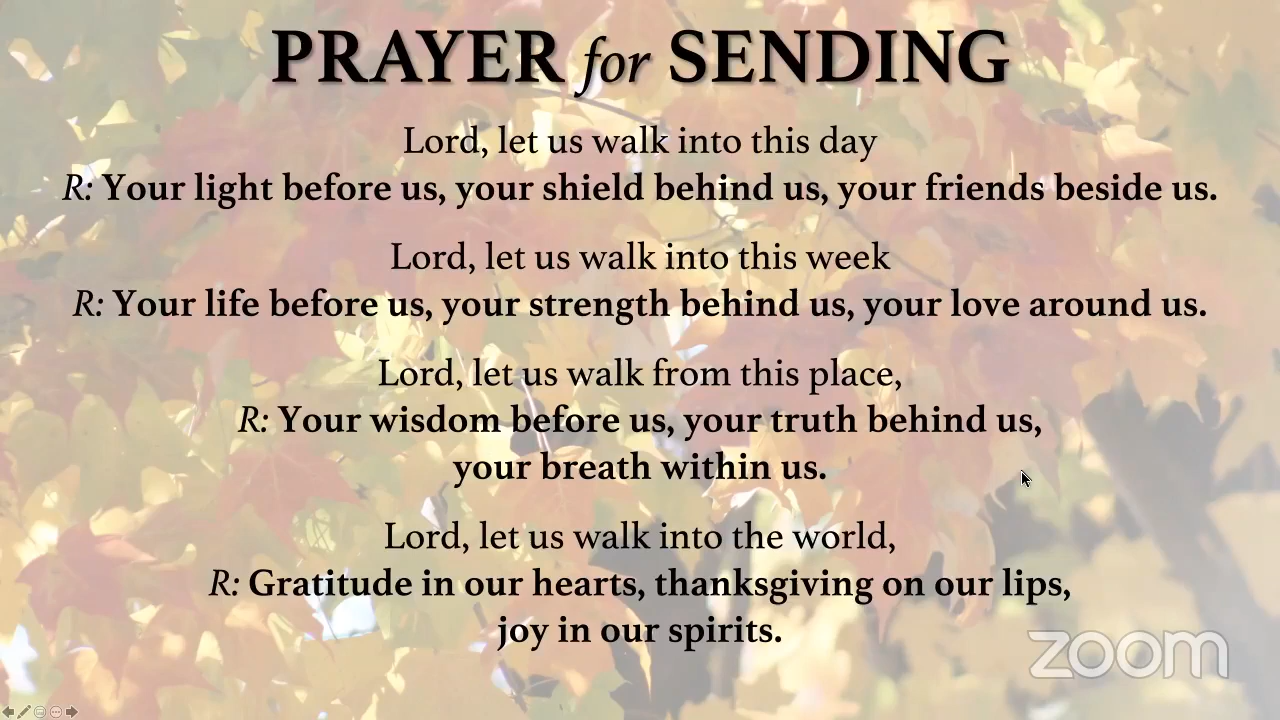 PRAYER for SENDING
Lord, let us walk into this day
R: Your light before us, your shield behind us, your friends beside us.
Lord, let us walk into this week
R: Your life before us, your strength behind us, your love around us.
Lord, let us walk from this place,
R: Your wisdom before us, your truth behind us,
your breath within us.
Lord, let us walk into the world,
R: Gratitude in our hearts, thanksgiving on our lips,
joy in our spirits.
zoom